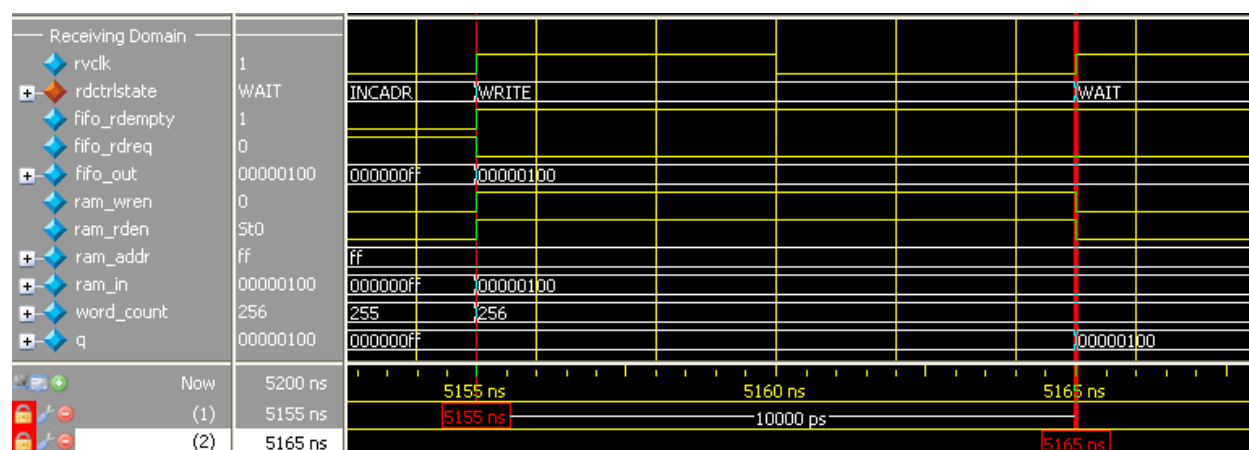 Receiving Domain
rvclk 1
rdctrlstate WAIT INCADR WRITE WAIT
fifo_rdempty 1
fifo_rdreq 0
fifo_out 00000100 000000ff 00000100
ram_wren 0
ram_rden St0
ram_addr ff ff
ram_in 00000100 000000ff 00000100
word_count 256 255 256
q 00000100 000000ff 00000100
Now 5200 ns 5155 ns 5160 ns 5165 ns
(1) 5155 ns 5155 ns 10000 ps
(2) 5165 ns 5165 ns